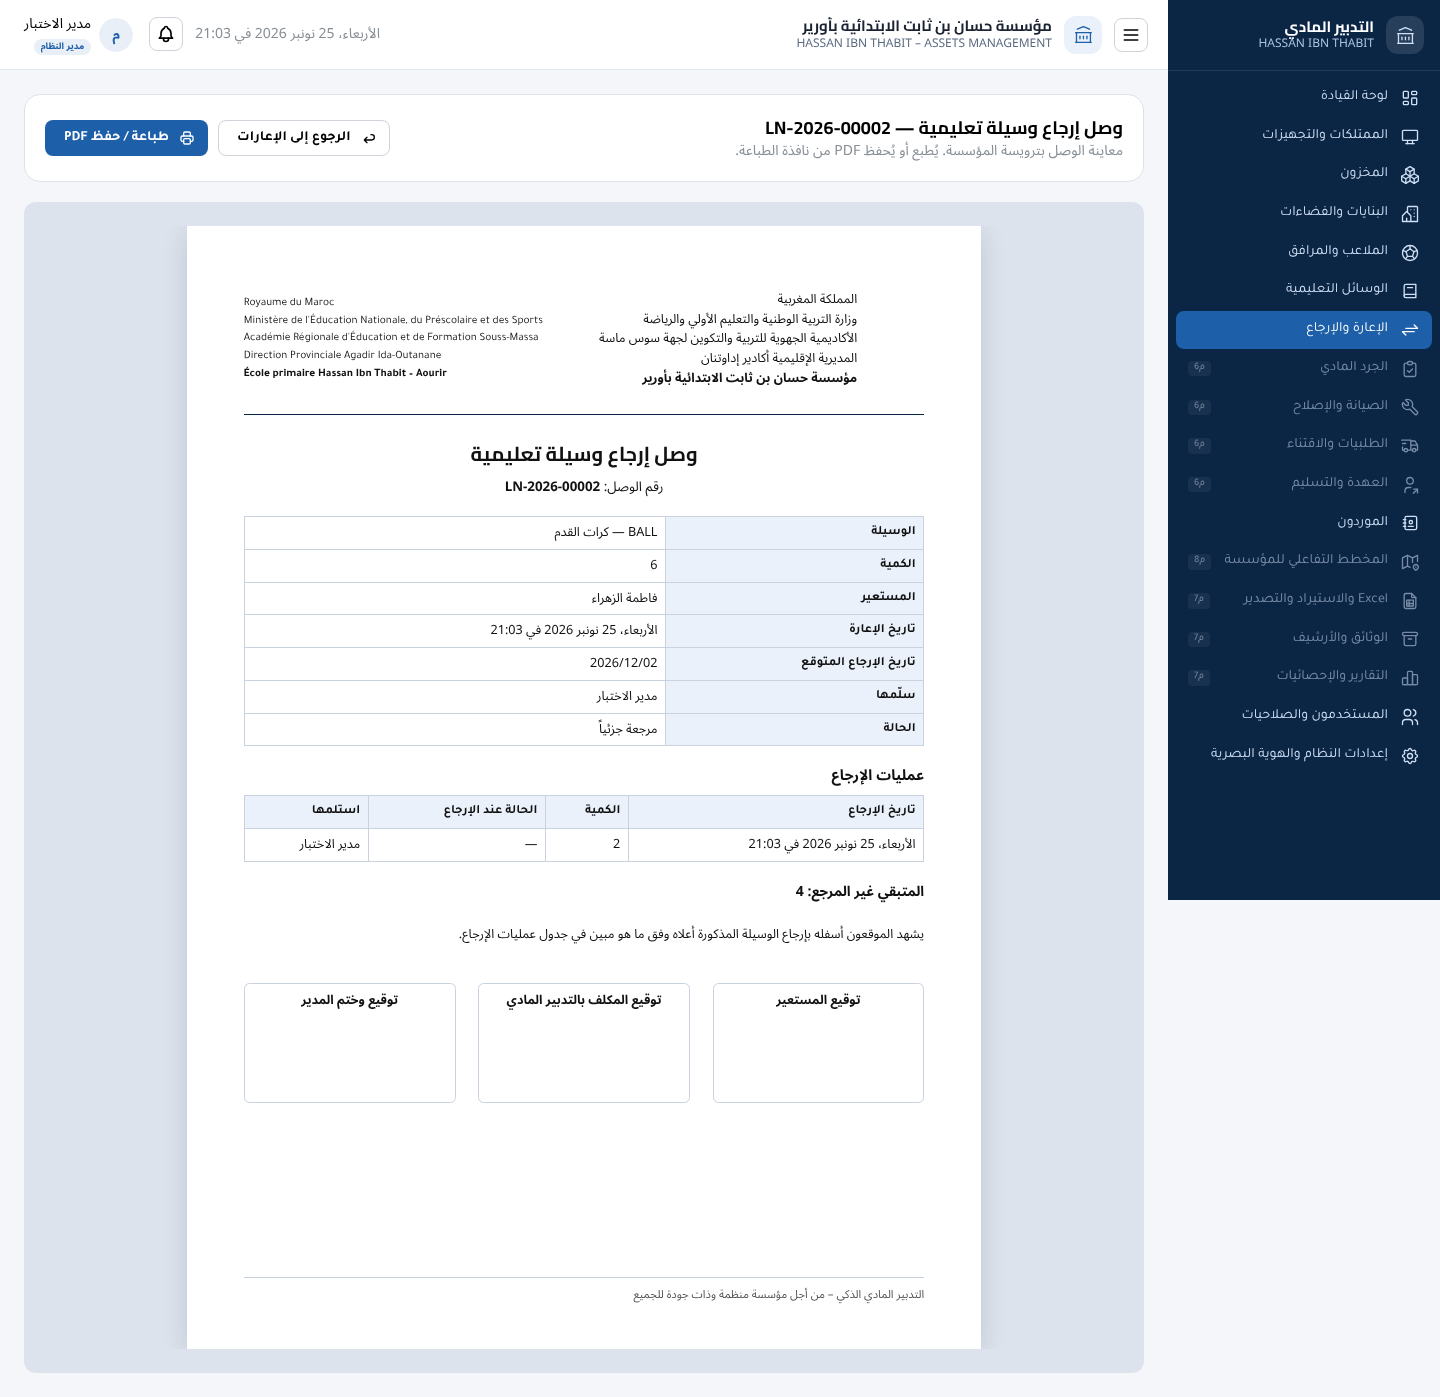 التدبير المادي
HASSAN IBN THABIT
لوحة القيادة
الممتلكات والتجهيزات
المخزون
البنايات والفضاءات
الملاعب والمرافق
الوسائل التعليمية
الإعارة والإرجاع
الجرد المادي م6
الصيانة والإصلاح م6
الطلبيات والاقتناء م6
العهدة والتسليم م6
الموردون
المخطط التفاعلي للمؤسسة م8
Excel والاستيراد والتصدير م7
الوثائق والأرشيف م7
التقارير والإحصائيات م7
المستخدمون والصلاحيات
إعدادات النظام والهوية البصرية
مؤسسة حسان بن ثابت الابتدائية بأورير
HASSAN IBN THABIT – ASSETS MANAGEMENT
الأربعاء، 25 نونبر 2026 في 21:03
م
مدير الاختبار
مدير النظام
وصل إرجاع وسيلة تعليمية — LN-2026-00002
معاينة الوصل بترويسة المؤسسة. يُطبع أو يُحفظ PDF من نافذة الطباعة.
الرجوع إلى الإعارات
طباعة / حفظ PDF
المملكة المغربية
وزارة التربية الوطنية والتعليم الأولي والرياضة
الأكاديمية الجهوية للتربية والتكوين لجهة سوس ماسة
المديرية الإقليمية أكادير إداوتنان
مؤسسة حسان بن ثابت الابتدائية بأورير
Royaume du Maroc
Ministère de l'Éducation Nationale, du Préscolaire et des Sports
Académie Régionale d'Éducation et de Formation Souss-Massa
Direction Provinciale Agadir Ida-Outanane
École primaire Hassan Ibn Thabit – Aourir
وصل إرجاع وسيلة تعليمية
رقم الوصل: LN-2026-00002
الوسيلة BALL — كرات القدم
الكمية 6
المستعير فاطمة الزهراء
تاريخ الإعارة الأربعاء، 25 نونبر 2026 في 21:03
تاريخ الإرجاع المتوقع 2026/12/02
سلّمها مدير الاختبار
الحالة مرجعة جزئياً
عمليات الإرجاع
تاريخ الإرجاع الكمية الحالة عند الإرجاع استلمها
الأربعاء، 25 نونبر 2026 في 21:03 2 — مدير الاختبار
المتبقي غير المرجع: 4
يشهد الموقعون أسفله بإرجاع الوسيلة المذكورة أعلاه وفق ما هو مبين في جدول عمليات الإرجاع.
توقيع المستعير
توقيع المكلف بالتدبير المادي
توقيع وختم المدير
التدبير المادي الذكي – من أجل مؤسسة منظمة وذات جودة للجميع